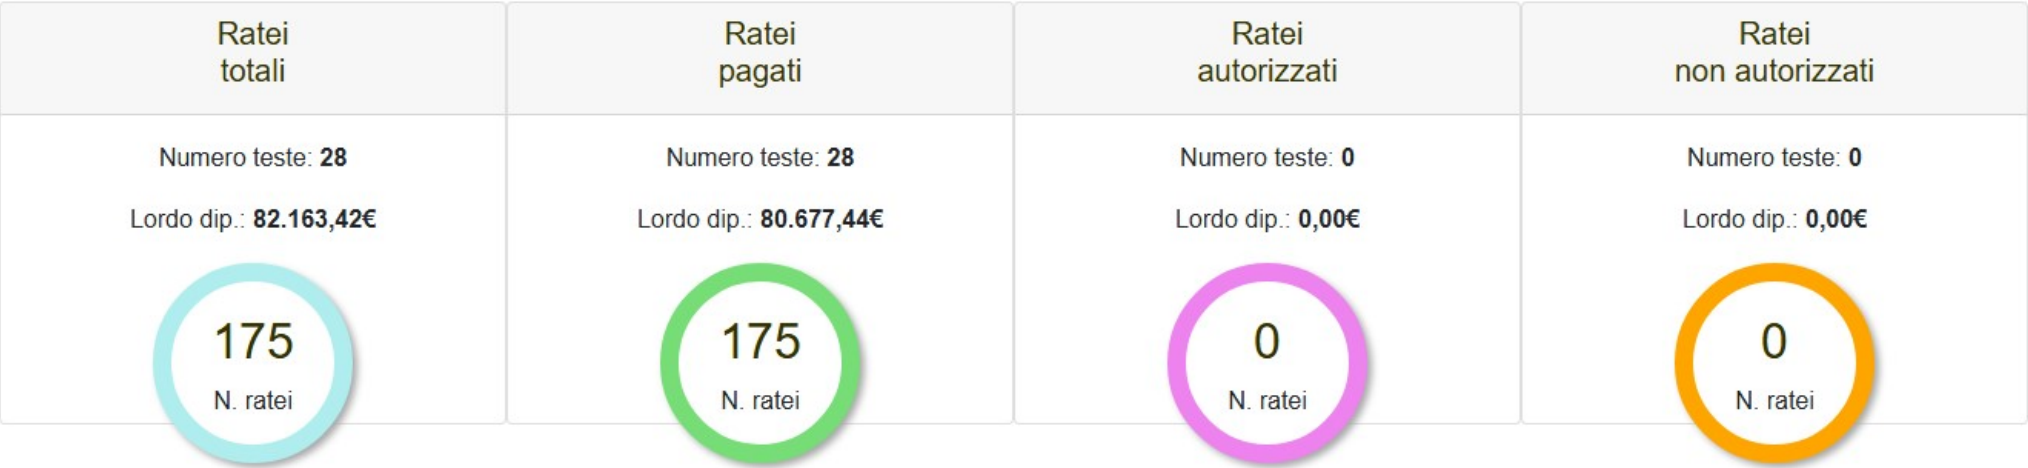 Ratei
totali
Numero teste: 28
Lordo dip.: 82.163,42€
175
N. ratei
Ratei
pagati
Numero teste: 28
Lordo dip.: 80.677,44€
175
N. ratei
Ratei
autorizzati
Numero teste: 0
Lordo dip.: 0,00€
0
N. ratei
Ratei
non autorizzati
Numero teste: 0
Lordo dip.: 0,00€
0
N. ratei